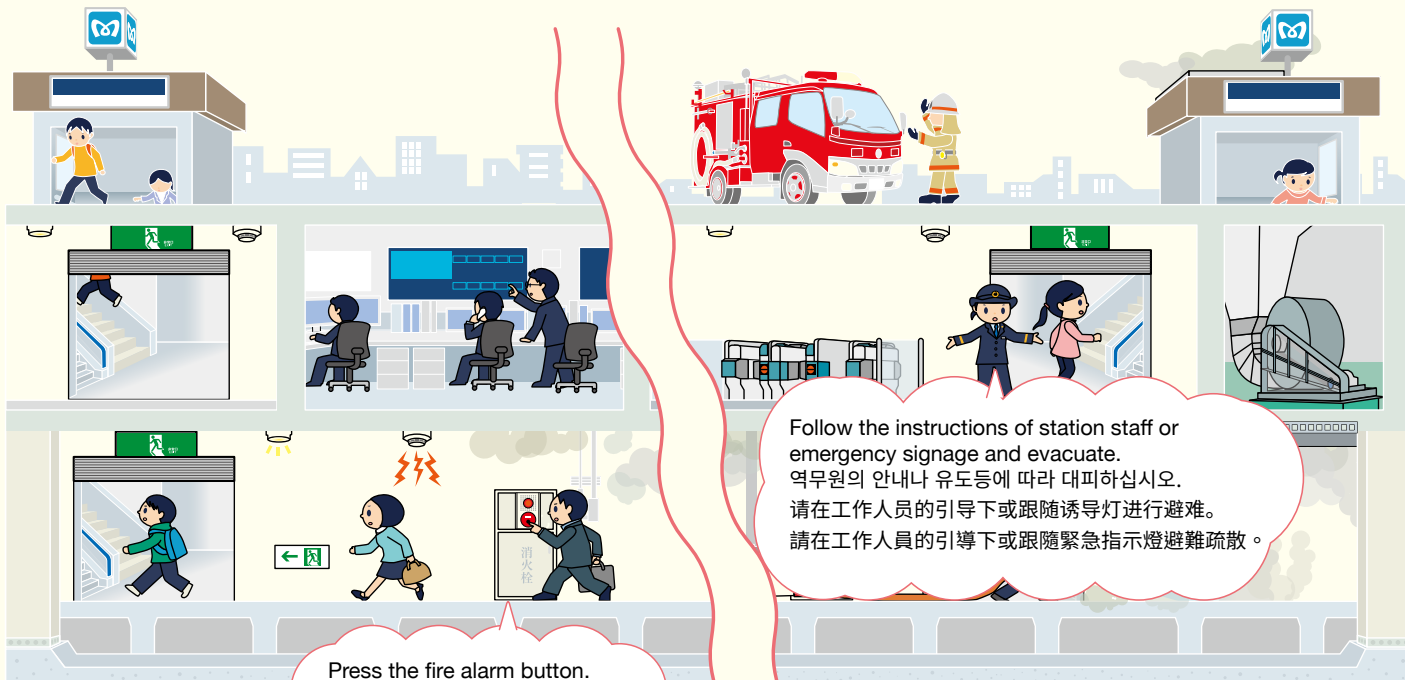 Follow the instructions of station staff or
emergency signage and evacuate.
역무원의 안내나 유도등에 따라 대피하십시오.
请在工作人员的引导下或跟随诱导灯进行避难。
請在工作人員的引導下或跟隨緊急指示燈避難疏散。
消火栓
Press the fire alarm button.